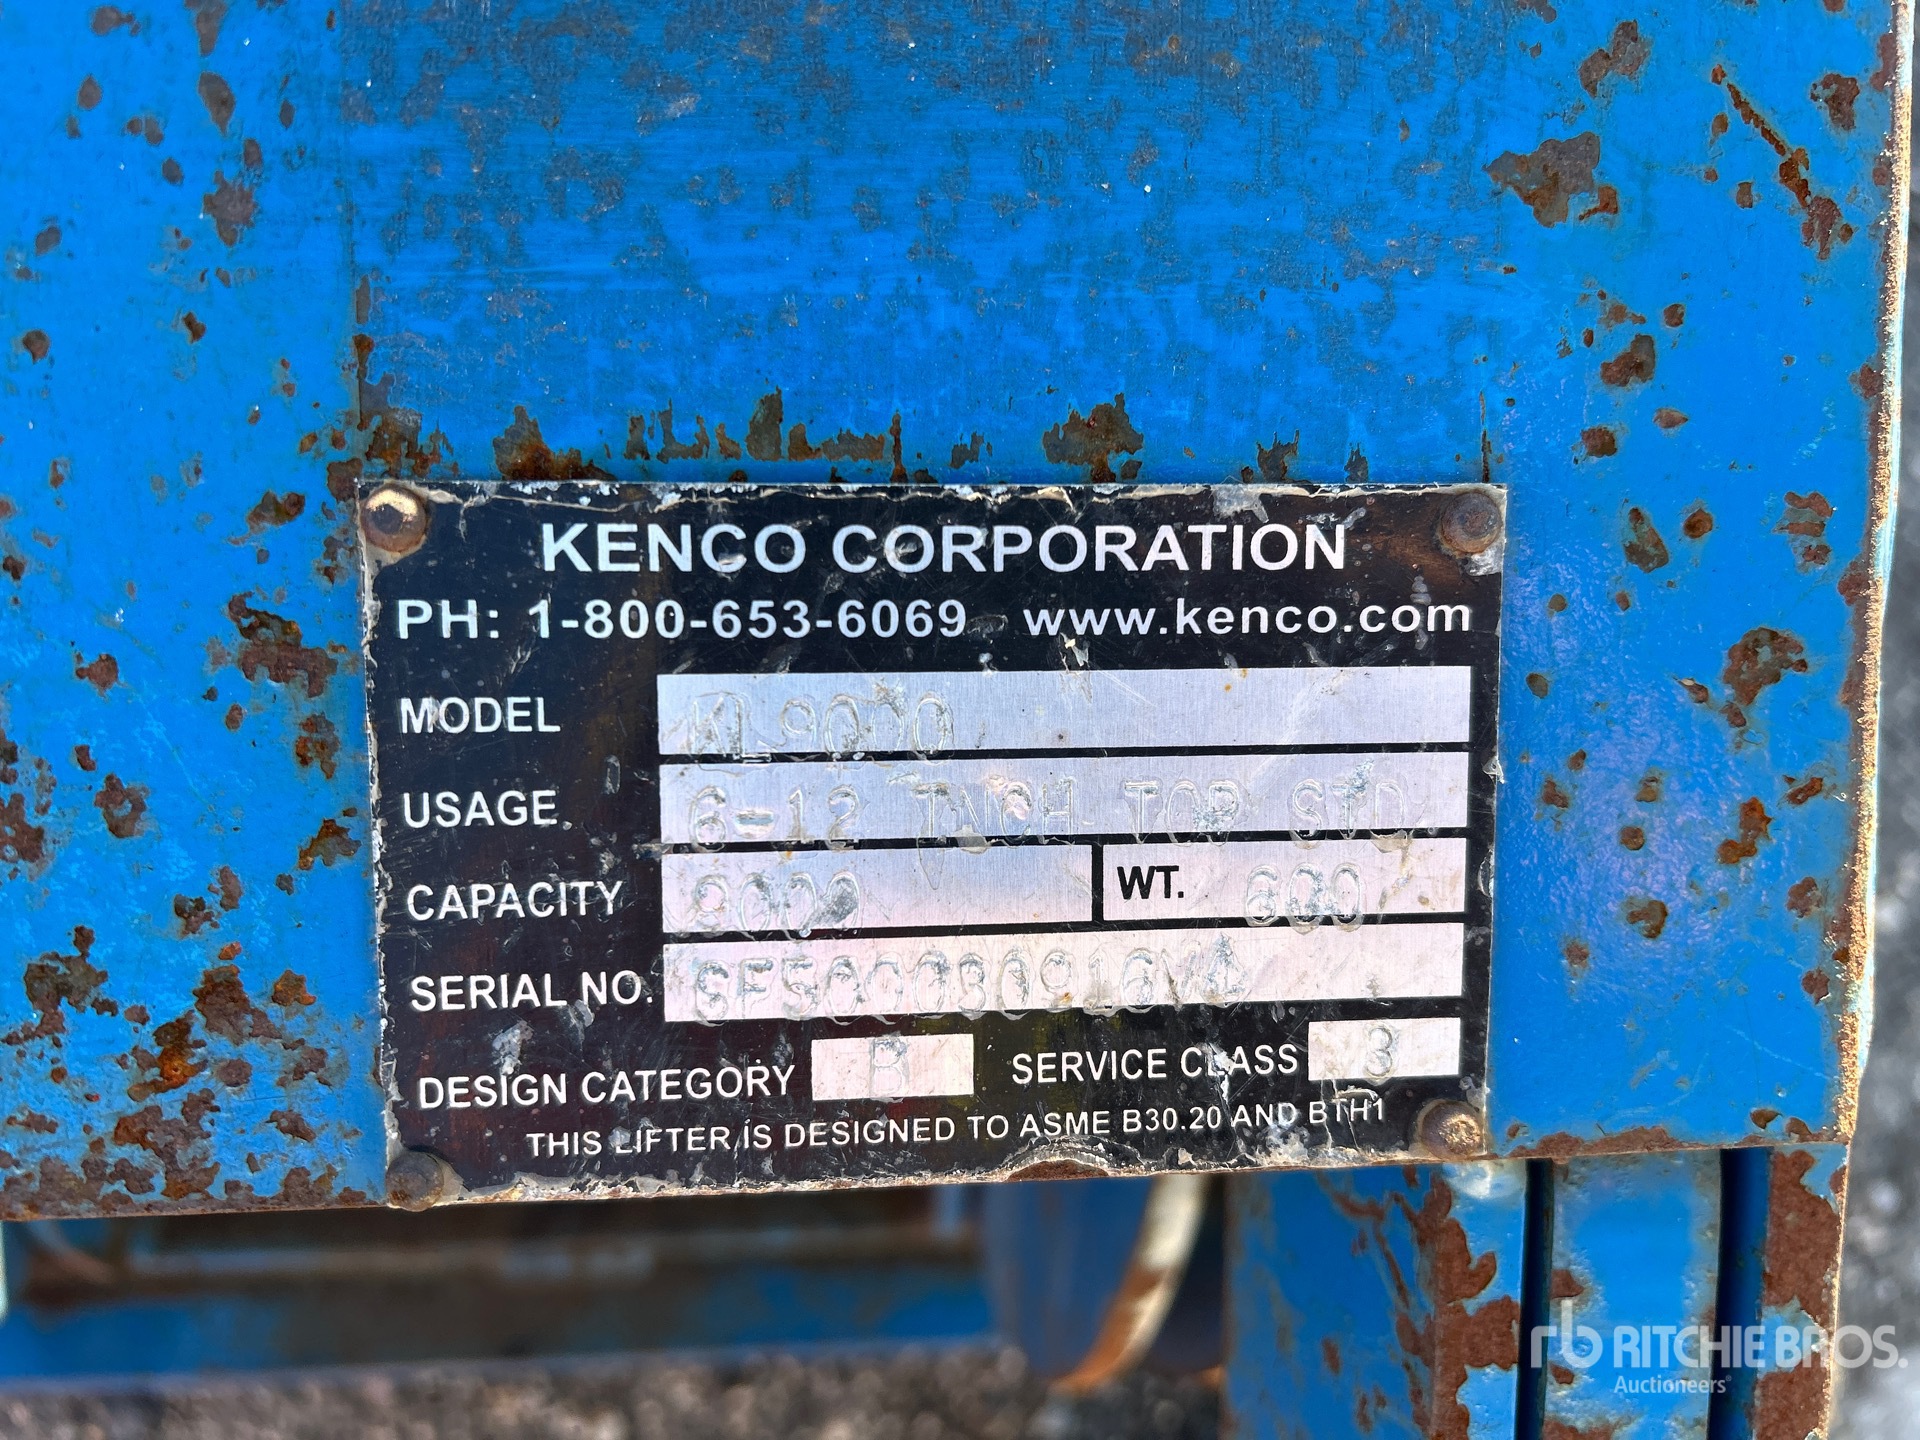 KENCO CORPORATION
PH: 1-800-653-6069 www.kenco.com
MODEL KL9000
USAGE 6-12 INCH TOP STD.
CAPACITY 9000 WT. 600
SERIAL NO.
DESIGN CATEGORY B SERVICE CLASS 3
THIS LIFTER IS DESIGNED TO ASME B30.20 AND BTH1
rb RITCHIE BROS.
Auctioneers